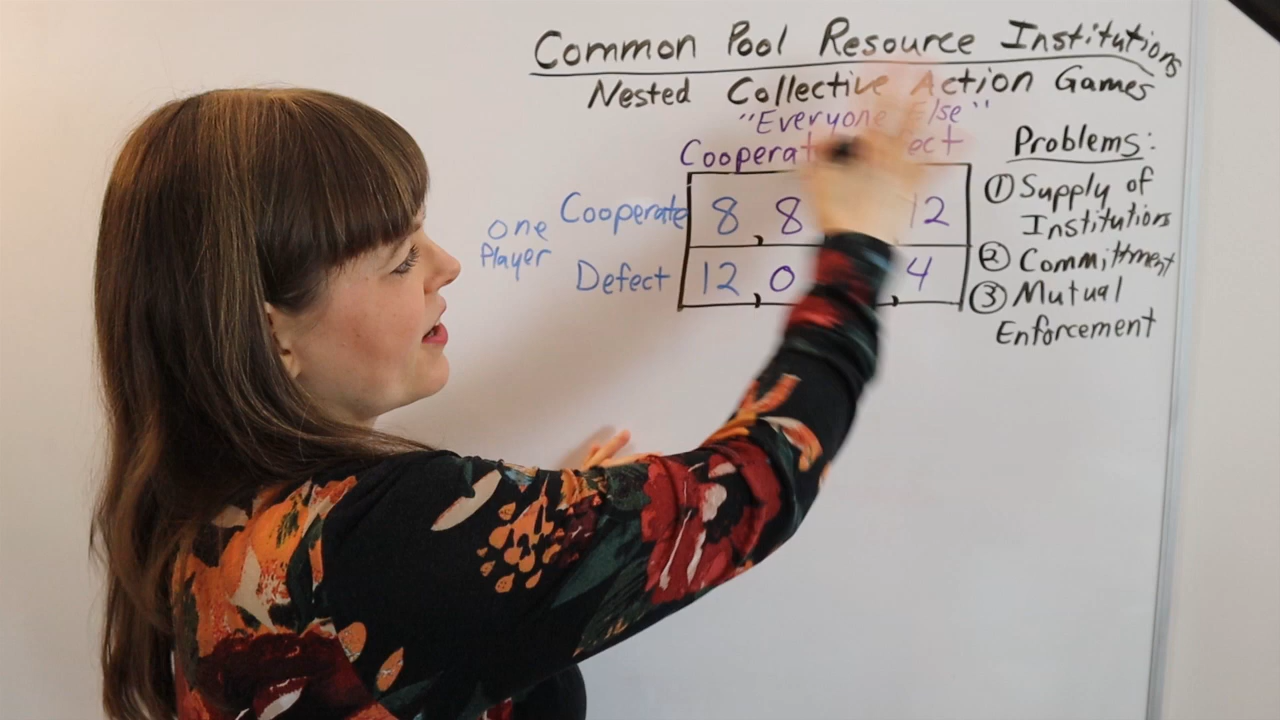 Common Pool Resource Institutions
Nested Collective Action Games
"Everyone Else"
Problems:
① Supply of
Institutions
② Committment
③ Mutual
Enforcement
one
Player
Cooperate 8, 8 12
Defect 12, 0 , 4